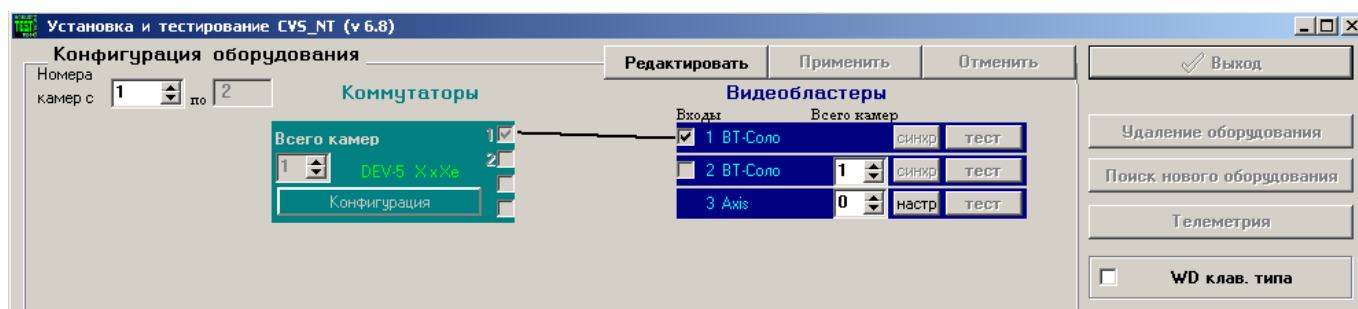 Установка и тестирование CVS_NT (v 6.8)
Конфигурация оборудования
Редактировать Применить Отменить Выход
Номера
камер с 1 по 2
Коммутаторы Видеобластеры
Входы Всего камер
Всего камер 1 1 BT-Соло синхр тест Удаление оборудования
1 DEV-5 XxXe 2 2 BT-Соло 1 синхр тест Поиск нового оборудования
Конфигурация 3 Axis 0 настр тест
Телеметрия
WD клав. типа